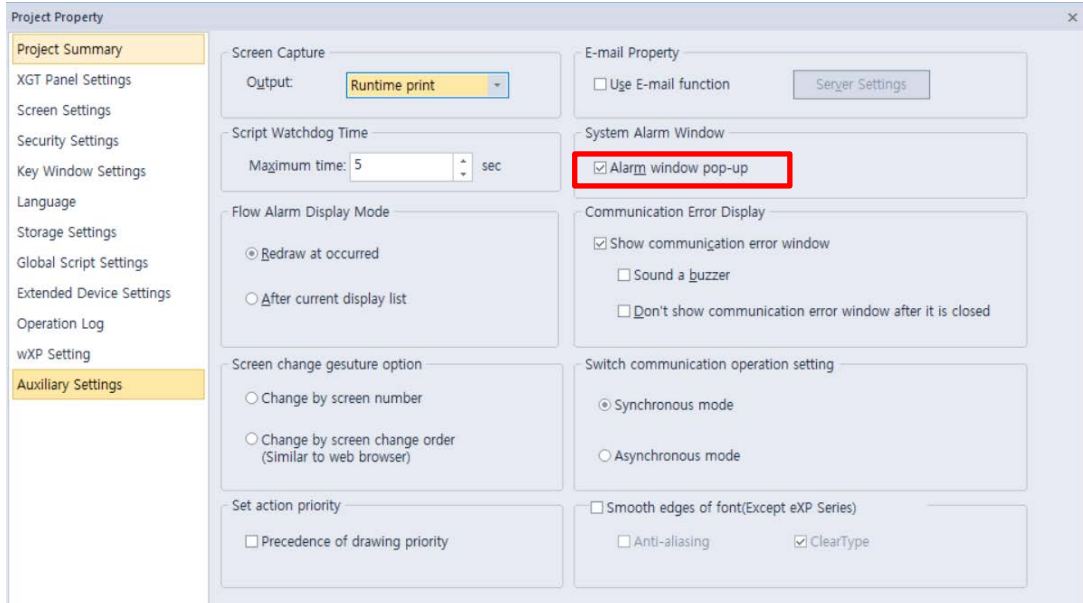 Project Property
Project Summary
XGT Panel Settings
Screen Settings
Security Settings
Key Window Settings
Language
Storage Settings
Global Script Settings
Extended Device Settings
Operation Log
wXP Setting
Auxiliary Settings
Screen Capture
Output: Runtime print
Script Watchdog Time
Maximum time: 5 sec
Flow Alarm Display Mode
Redraw at occurred
After current display list
Screen change gesuture option
Change by screen number
Change by screen change order
(Similar to web browser)
Set action priority
Precedence of drawing priority
E-mail Property
Use E-mail function Server Settings
System Alarm Window
Alarm window pop-up
Communication Error Display
Show communication error window
Sound a buzzer
Don't show communication error window after it is closed
Switch communication operation setting
Synchronous mode
Asynchronous mode
Smooth edges of font(Except eXP Series)
Anti-aliasing ClearType